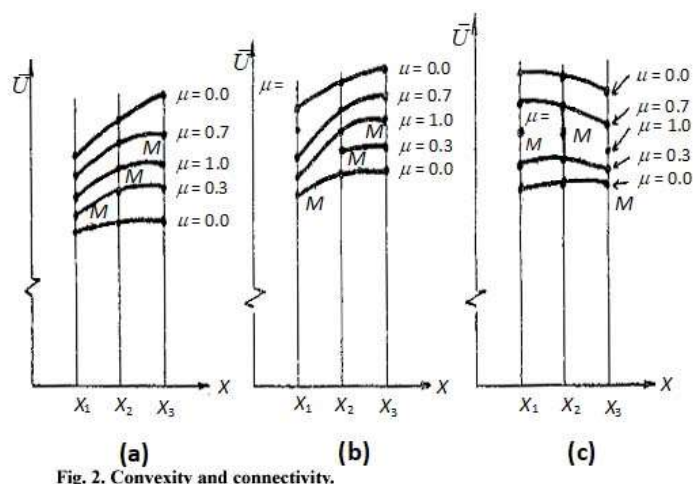 Ū
μ = 0.0
μ = 0.7
M
μ = 1.0
M
μ = 0.3
M
μ = 0.0
X
X₁ X₂ X₃
(a)
Ū
μ =
μ = 0.0
μ = 0.7
μ = 1.0
M
M
μ = 0.3
μ = 0.0
M
X
X₁ X₂ X₃
(b)
Ū
μ = 0.0
μ = 0.7
μ =
μ = 1.0
M
M
μ = 0.3
μ = 0.0
M
X
X₁ X₂ X₃
(c)
Fig. 2. Convexity and connectivity.